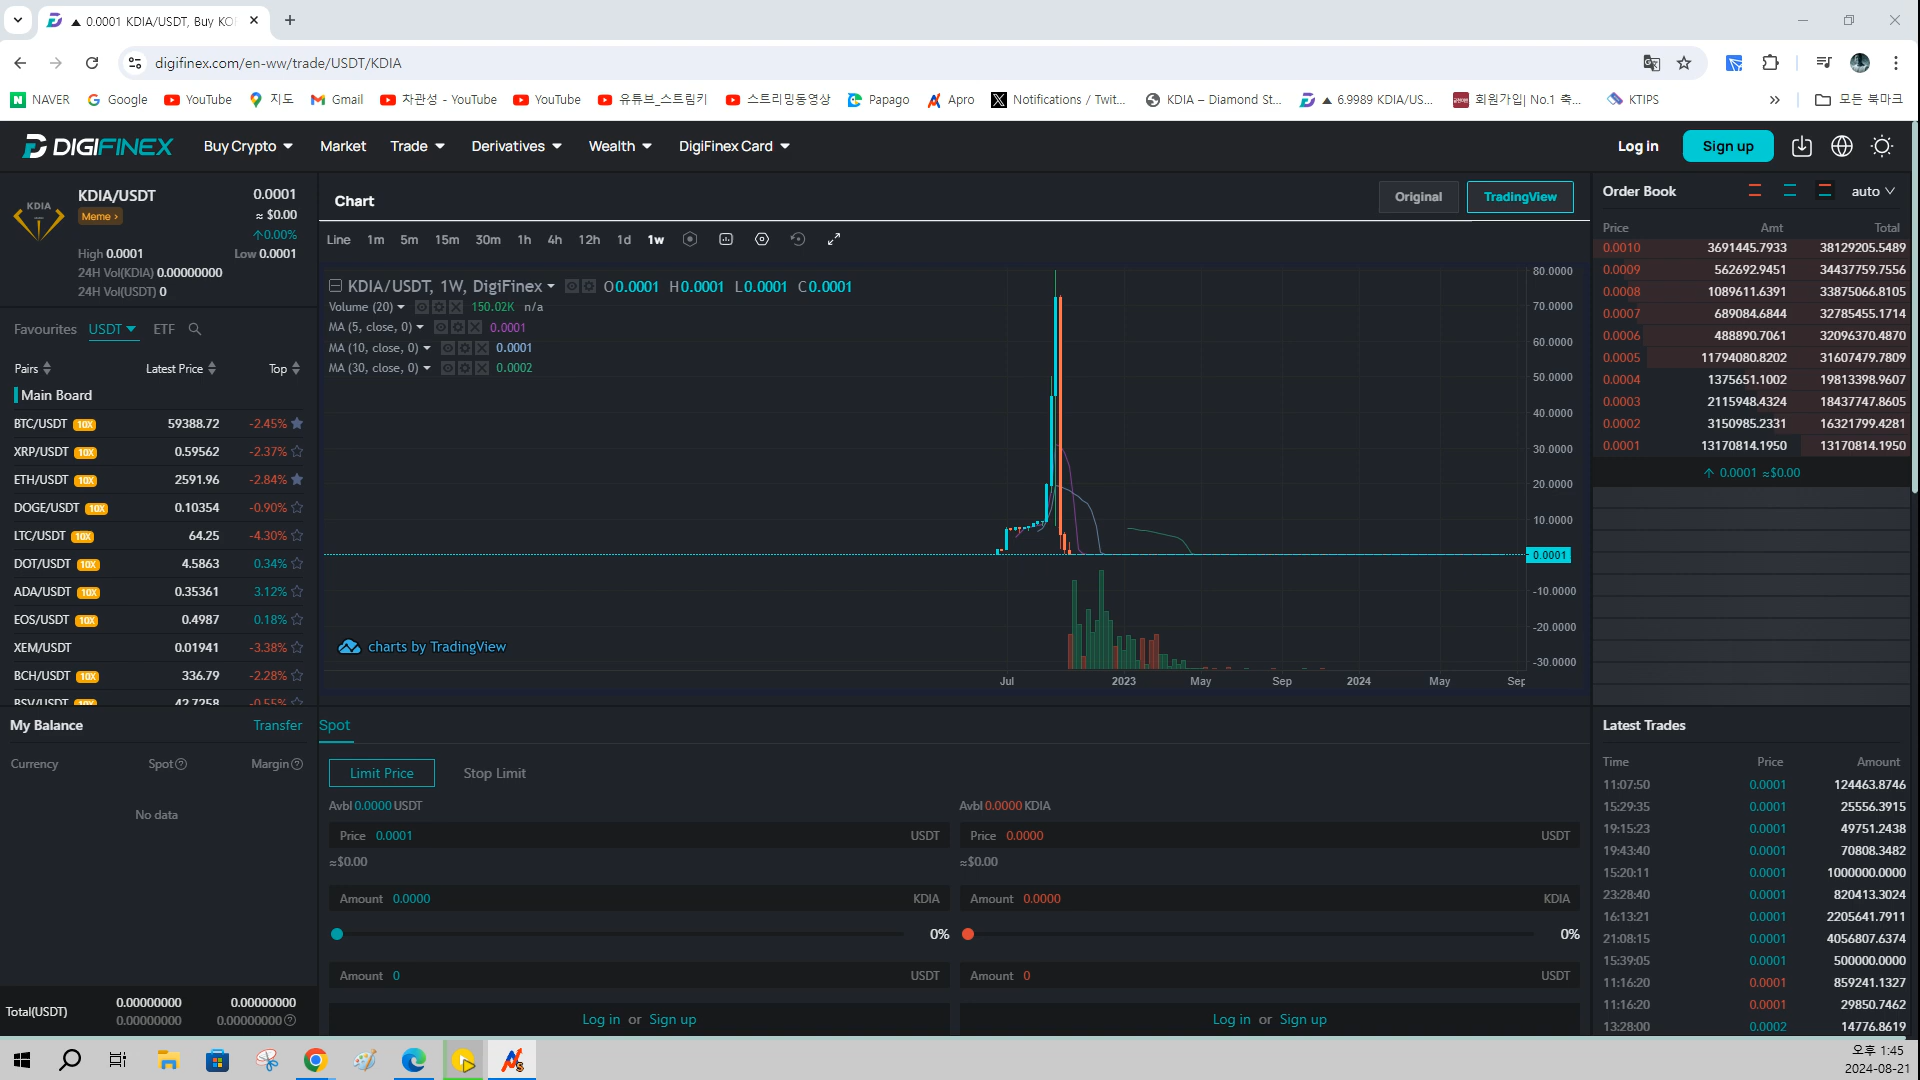 ▲ 0.0001 KDIA/USDT, Buy KD
digifinex.com/en-ww/trade/USDT/KDIA
NAVER Google YouTube 지도 Gmail 차관성 - YouTube YouTube 유튜브_스트림키 스트리밍동영상 Papago Apro Notifications / Twit... KDIA – Diamond St... ▲ 6.9989 KDIA/US... 회원가입| No.1 축... KTIPS » 모든 북마크
DIGIFINEX Buy Crypto Market Trade Derivatives Wealth DigiFinex Card Log in Sign up
KDIA
KDIA/USDT 0.0001
Meme › ≈ $0.00
↑0.00%
High 0.0001 Low 0.0001
24H Vol(KDIA) 0.00000000
24H Vol(USDT) 0
Favourites USDT ETF
Pairs Latest Price Top
Main Board
BTC/USDT 10X 59388.72 -2.45%
XRP/USDT 10X 0.59562 -2.37%
ETH/USDT 10X 2591.96 -2.84%
DOGE/USDT 10X 0.10354 -0.90%
LTC/USDT 10X 64.25 -4.30%
DOT/USDT 10X 4.5863 0.34%
ADA/USDT 10X 0.35361 3.12%
EOS/USDT 10X 0.4987 0.18%
XEM/USDT 0.01941 -3.38%
BCH/USDT 10X 336.79 -2.28%
BSV/USDT 10X 42.7258 -0.55%
My Balance Transfer
Currency Spot Margin
No data
Total(USDT) 0.00000000 0.00000000
0.00000000 0.00000000
Chart Original TradingView
Line 1m 5m 15m 30m 1h 4h 12h 1d 1w
KDIA/USDT, 1W, DigiFinex O0.0001 H0.0001 L0.0001 C0.0001
Volume (20) 150.02K n/a
MA (5, close, 0) 0.0001
MA (10, close, 0) 0.0001
MA (30, close, 0) 0.0002
80.0000
70.0000
60.0000
50.0000
40.0000
30.0000
20.0000
10.0000
0.0001
-10.0000
-20.0000
-30.0000
charts by TradingView
Jul 2023 May Sep 2024 May Sep
Spot
Limit Price Stop Limit
Avbl 0.0000 USDT Avbl 0.0000 KDIA
Price 0.0001 USDT Price 0.0000 USDT
≈$0.00 ≈$0.00
Amount 0.0000 KDIA Amount 0.0000 KDIA
0% 0%
Amount 0 USDT Amount 0 USDT
Log in or Sign up Log in or Sign up
Order Book auto
Price Amt Total
0.0010 3691445.7933 38129205.5489
0.0009 562692.9451 34437759.7556
0.0008 1089611.6391 33875066.8105
0.0007 689084.6844 32785455.1714
0.0006 488890.7061 32096370.4870
0.0005 11794080.8202 31607479.7809
0.0004 1375651.1002 19813398.9607
0.0003 2115948.4324 18437747.8605
0.0002 3150985.2331 16321799.4281
0.0001 13170814.1950 13170814.1950
↑ 0.0001 ≈$0.00
Latest Trades
Time Price Amount
11:07:50 0.0001 124463.8746
15:29:35 0.0001 25556.3915
19:15:23 0.0001 49751.2438
19:43:40 0.0001 70808.3482
15:20:11 0.0001 1000000.0000
23:28:40 0.0001 820413.3024
16:13:21 0.0001 2205641.7911
21:08:15 0.0001 4056807.6374
15:39:05 0.0001 500000.0000
11:16:20 0.0001 859241.1327
11:16:20 0.0001 29850.7462
13:28:00 0.0002 14776.8619
오후 1:45
2024-08-21